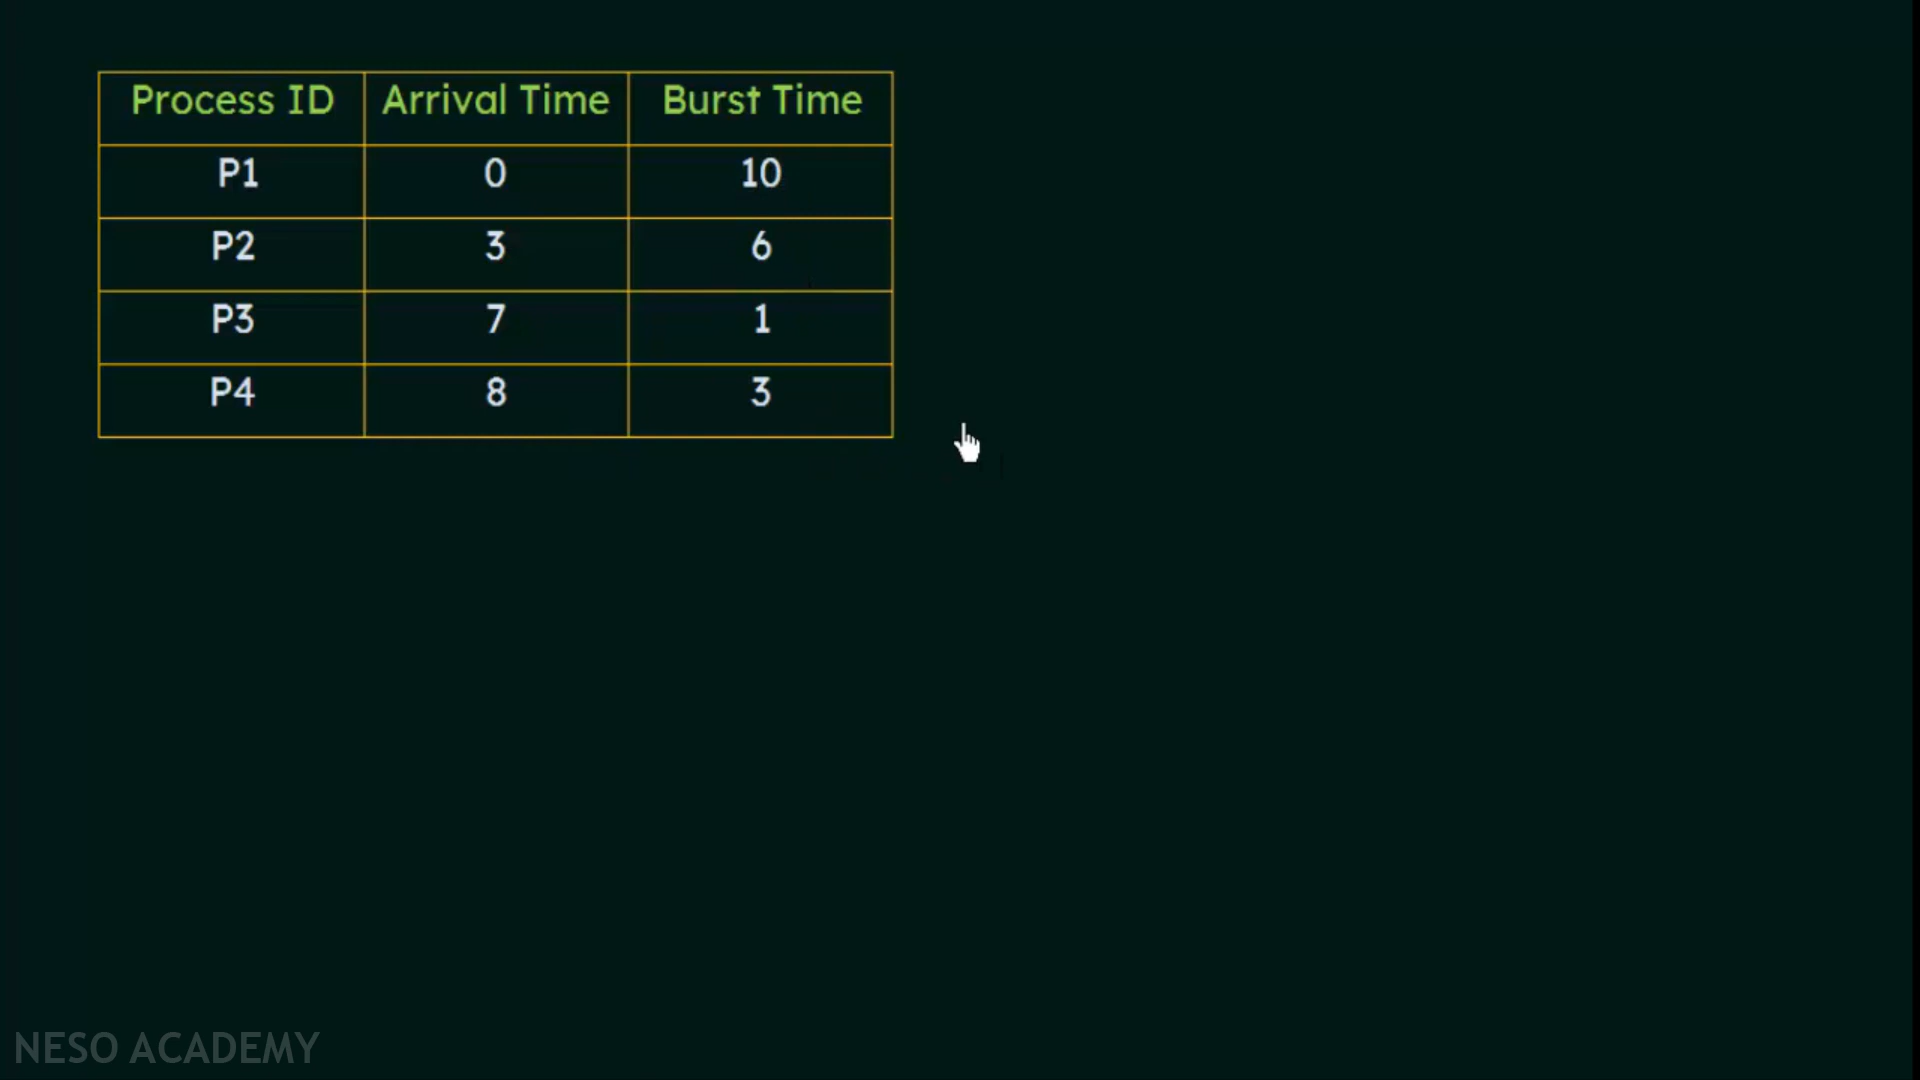 Process ID Arrival Time Burst Time
P1 0 10
P2 3 6
P3 7 1
P4 8 3
NESO ACADEMY